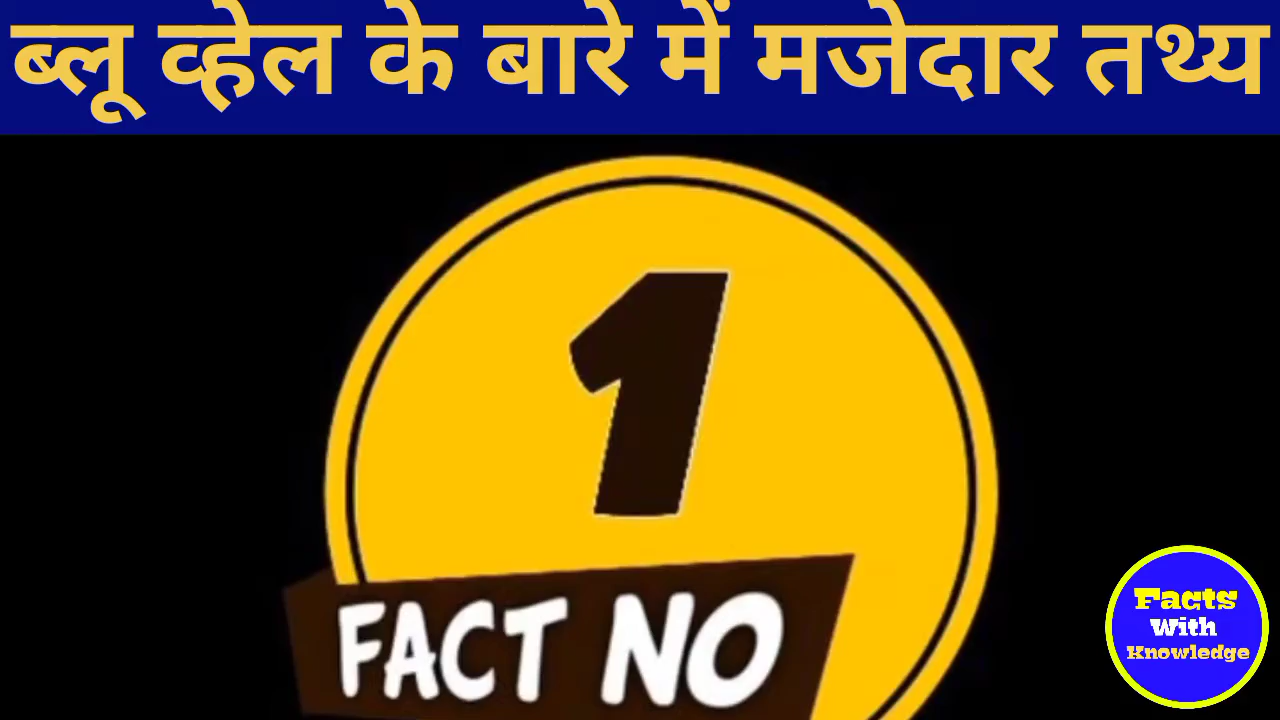 ब्लू व्हेल के बारे में मजेदार तथ्य
1
FACT NO
Facts
With
Knowledge